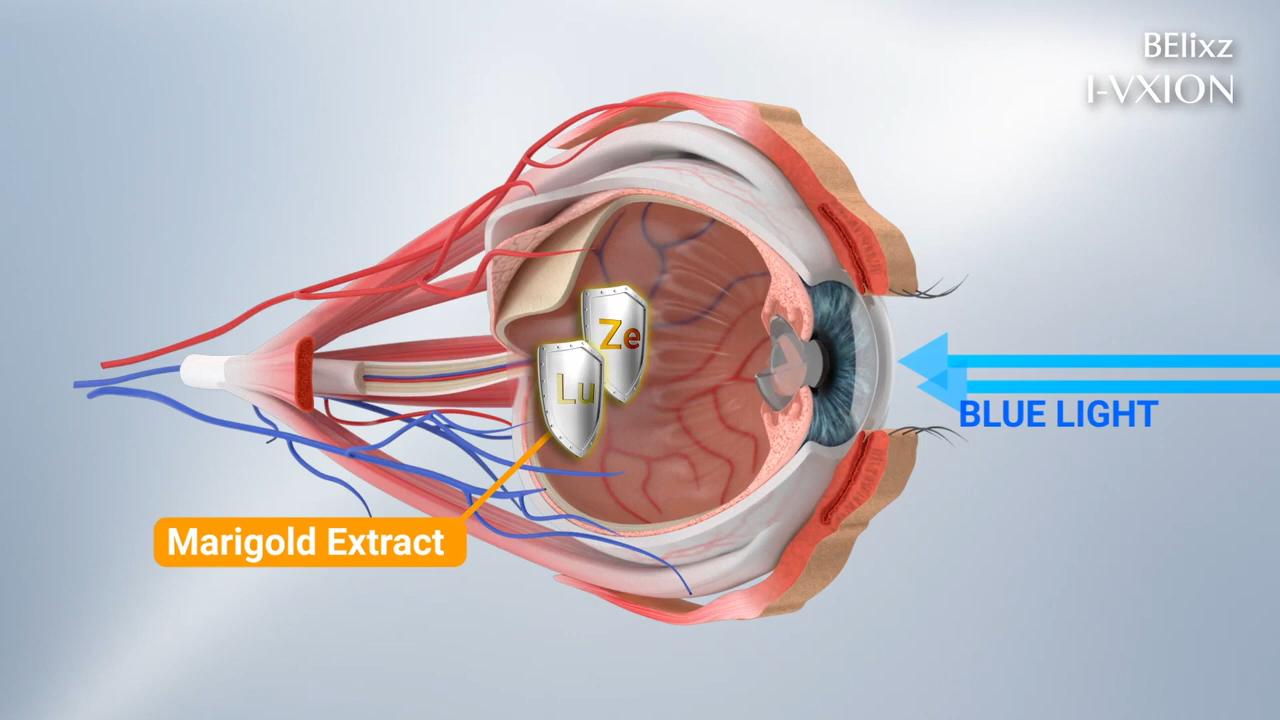 BElixz
I-VXION
Ze
Lu
BLUE LIGHT
Marigold Extract